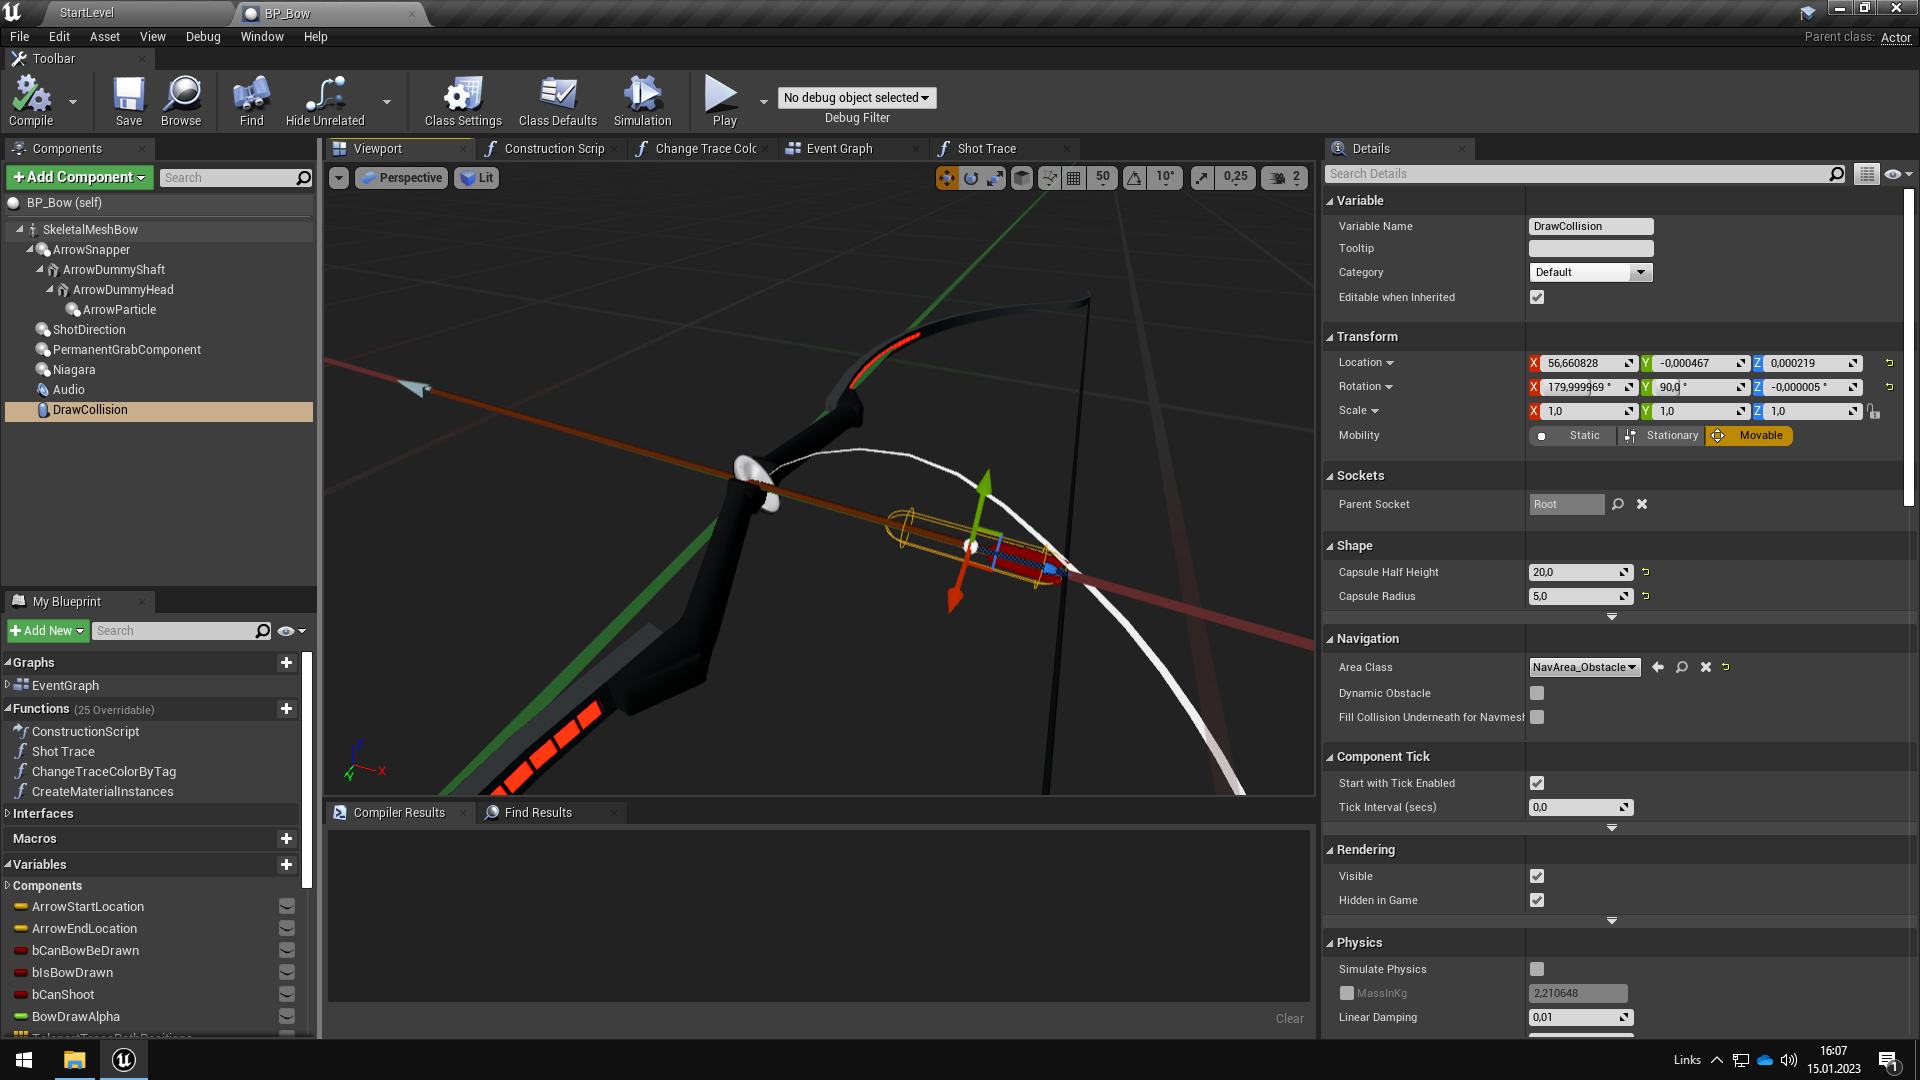 StartLevel
BP_Bow
File Edit Asset View Debug Window Help
Parent class: Actor
Toolbar
Compile
Save
Browse
Find
Hide Unrelated
Class Settings
Class Defaults
Simulation
Play
No debug object selected
Debug Filter
Components
+ Add Component
Search
BP_Bow (self)
SkeletalMeshBow
ArrowSnapper
ArrowDummyShaft
ArrowDummyHead
ArrowParticle
ShotDirection
PermanentGrabComponent
Niagara
Audio
DrawCollision
My Blueprint
+ Add New
Search
Graphs
EventGraph
Functions (25 Overridable)
ConstructionScript
Shot Trace
ChangeTraceColorByTag
CreateMaterialInstances
Interfaces
Macros
Variables
Components
ArrowStartLocation
ArrowEndLocation
bCanBowBeDrawn
bIsBowDrawn
bCanShoot
BowDrawAlpha
Viewport
Construction Scrip
Change Trace Colc
Event Graph
Shot Trace
Perspective
Lit
50
10°
0,25
2
Z
Y
X
Compiler Results
Find Results
Clear
Details
Search Details
Variable
Variable Name DrawCollision
Tooltip
Category Default
Editable when Inherited
Transform
Location X 56,660828 Y -0,000467 Z 0,000219
Rotation X 179,999969 ° Y 90,0 ° Z -0,000005 °
Scale X 1,0 Y 1,0 Z 1,0
Mobility Static Stationary Movable
Sockets
Parent Socket Root
Shape
Capsule Half Height 20,0
Capsule Radius 5,0
Navigation
Area Class NavArea_Obstacle
Dynamic Obstacle
Fill Collision Underneath for Navmesh
Component Tick
Start with Tick Enabled
Tick Interval (secs) 0,0
Rendering
Visible
Hidden in Game
Physics
Simulate Physics
MassInKg 2,210648
Linear Damping 0,01
Links
16:07
15.01.2023
1